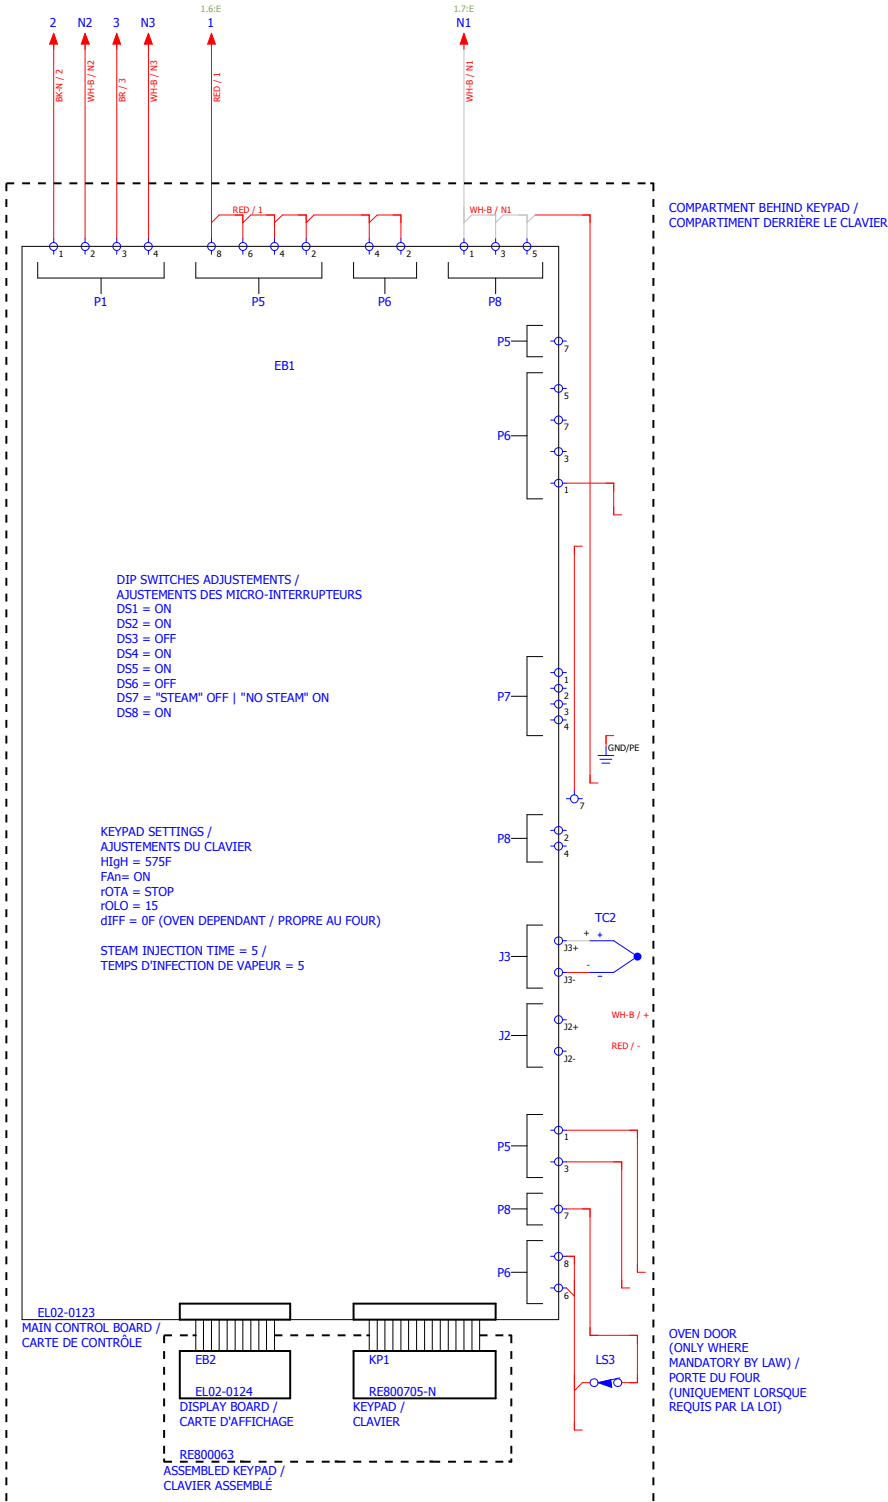 1.6:E
1.7:E
2
N2
3
N3
1
N1
BK-N / 2
WH-B / N2
BR / 3
WH-B / N3
RED / 1
WH-B / N1
COMPARTMENT BEHIND KEYPAD /
COMPARTIMENT DERRIÈRE LE CLAVIER
RED / 1
WH-B / N1
1
2
3
4
8
6
4
2
4
2
1
3
5
P1
P5
P6
P8
P5
7
EB1
5
7
P6
3
1
DIP SWITCHES ADJUSTEMENTS /
AJUSTEMENTS DES MICRO-INTERRUPTEURS
DS1 = ON
DS2 = ON
DS3 = OFF
DS4 = ON
DS5 = ON
DS6 = OFF
DS7 = "STEAM" OFF | "NO STEAM" ON
DS8 = ON
P7
1
2
3
4
GND/PE
7
P8
2
4
KEYPAD SETTINGS /
AJUSTEMENTS DU CLAVIER
HIgH = 575F
FAn= ON
rOTA = STOP
rOLO = 15
dIFF = 0F (OVEN DEPENDANT / PROPRE AU FOUR)
STEAM INJECTION TIME = 5 /
TEMPS D'INFECTION DE VAPEUR = 5
TC2
+ +
J3+
J3
- -
J3-
J2+
WH-B / +
J2
RED / -
J2-
P5
1
3
P8
7
P6
8
6
EL02-0123
MAIN CONTROL BOARD /
CARTE DE CONTRÔLE
EB2
EL02-0124
DISPLAY BOARD /
CARTE D'AFFICHAGE
KP1
RE800705-N
KEYPAD /
CLAVIER
LS3
OVEN DOOR
(ONLY WHERE
MANDATORY BY LAW) /
PORTE DU FOUR
(UNIQUEMENT LORSQUE
REQUIS PAR LA LOI)
RE800063
ASSEMBLED KEYPAD /
CLAVIER ASSEMBLÉ